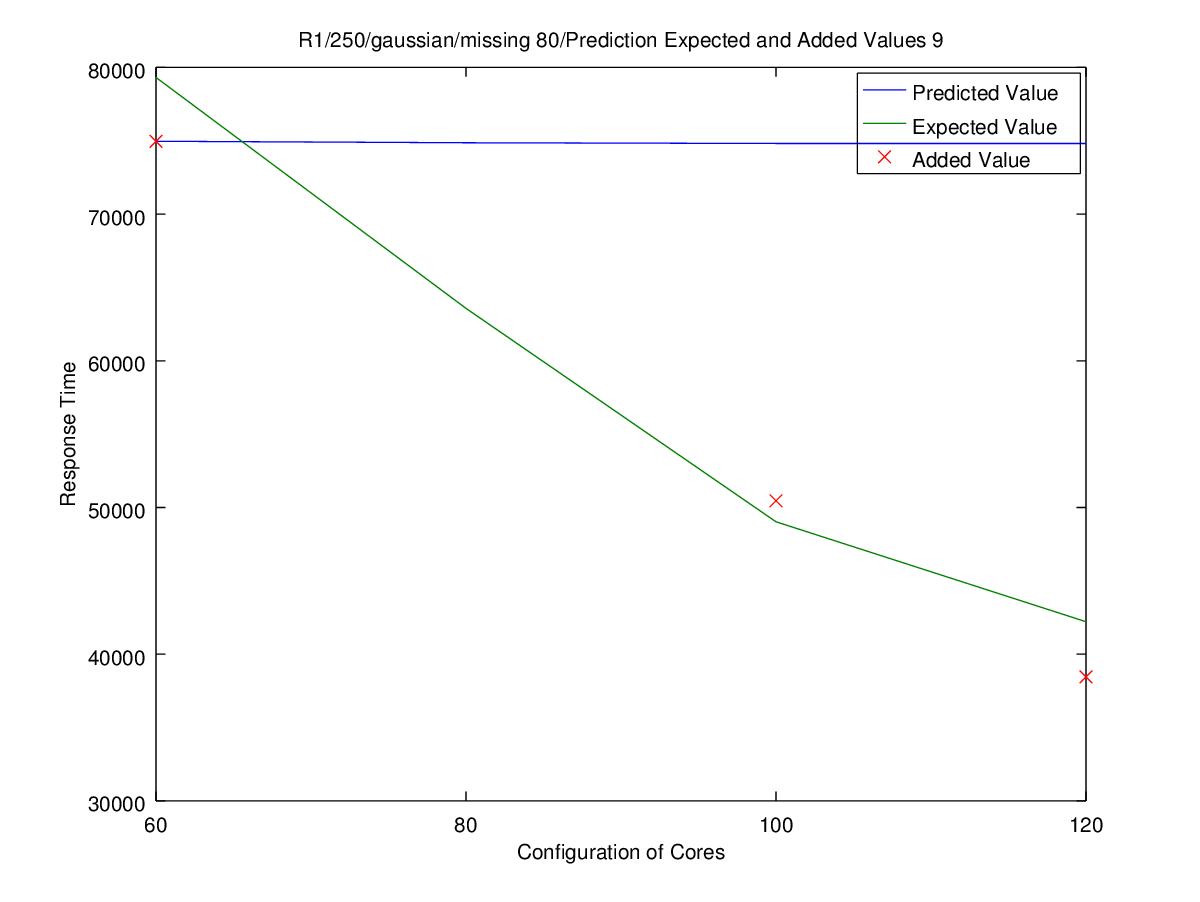 R1/250/gaussian/missing 80/Prediction Expected and Added Values 9
80000
70000
60000
50000
40000
30000
Response Time
Predicted Value
Expected Value
Added Value
60
80
100
120
Configuration of Cores